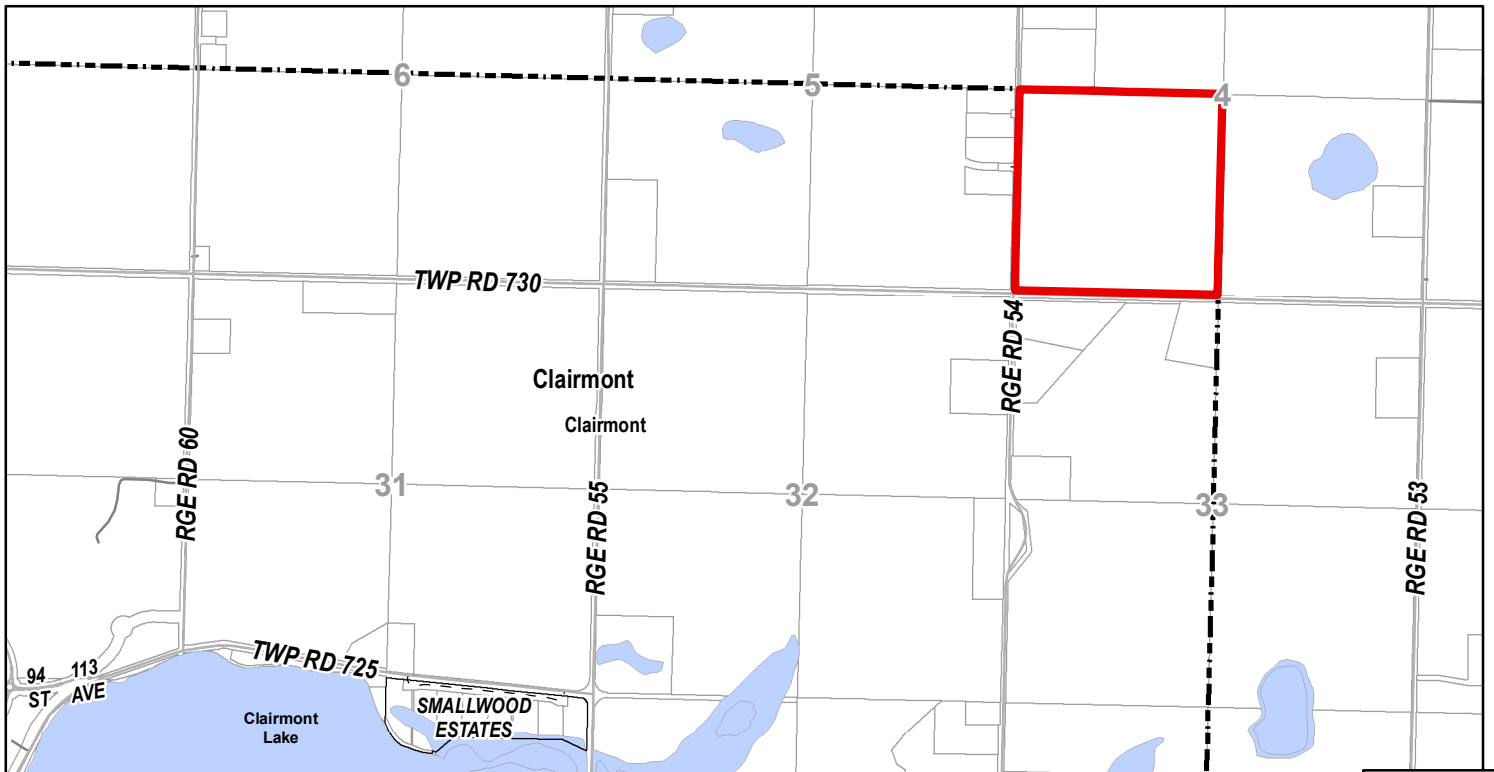 6
5
4
TWP RD 730
RGE RD 54
Clairmont
Clairmont
RGE RD 60
31
RGE RD 55
32
33
RGE RD 53
TWP RD 725
94
ST
113
AVE
SMALLWOOD
ESTATES
Clairmont
Lake